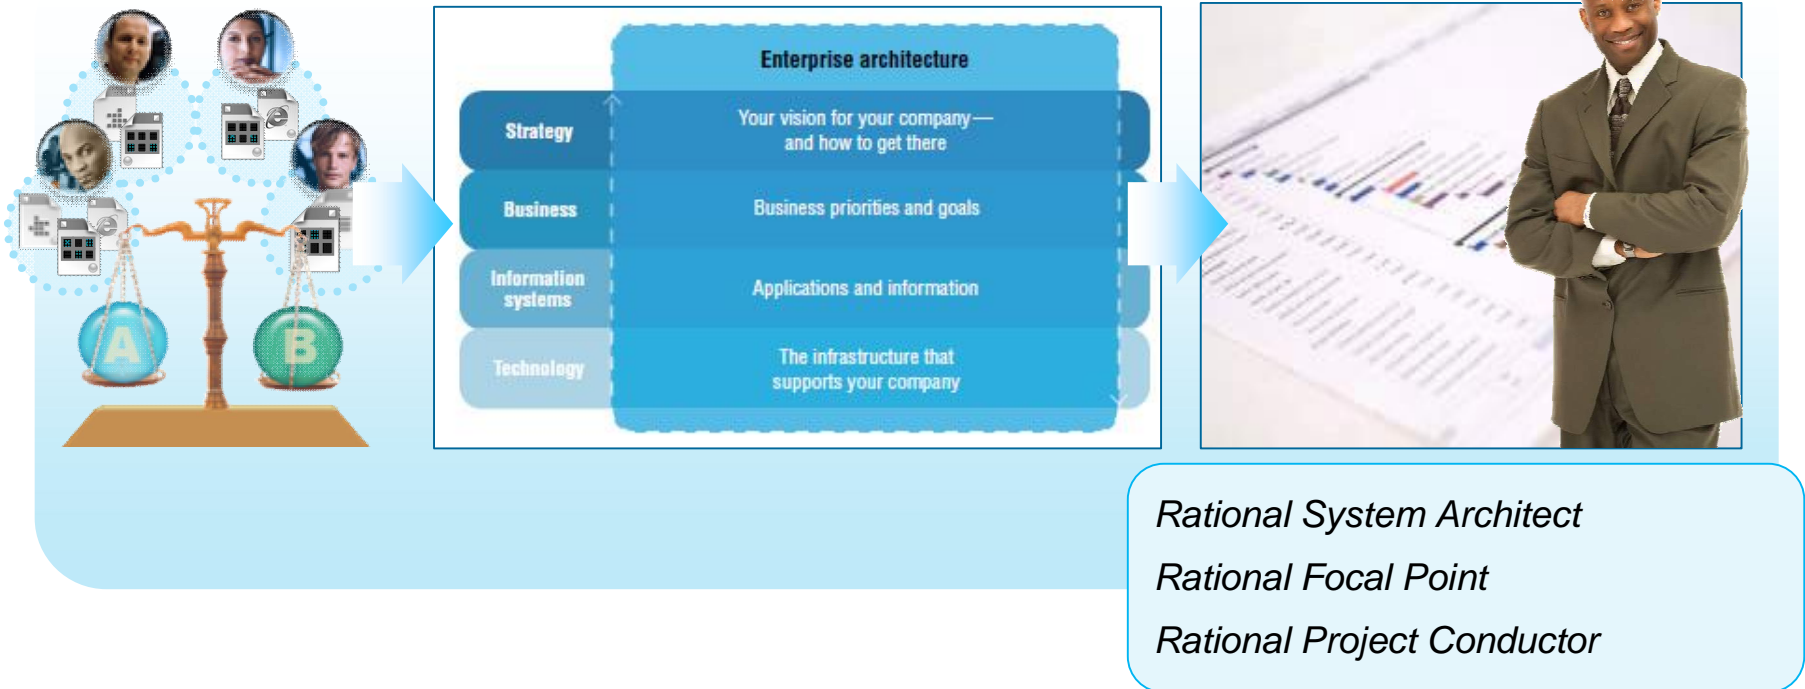 A
B
Enterprise architecture
Strategy
Your vision for your company—
and how to get there
Business
Business priorities and goals
Information
systems
Applications and information
Technology
The infrastructure that
supports your company
Rational System Architect
Rational Focal Point
Rational Project Conductor